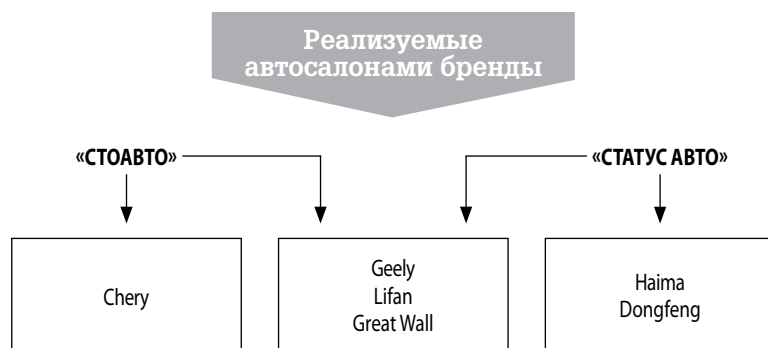 Реализуемые
автосалонами бренды
«СТОАВТО»
«СТАТУС АВТО»
Chery
Geely
Lifan
Great Wall
Haima
Dongfeng